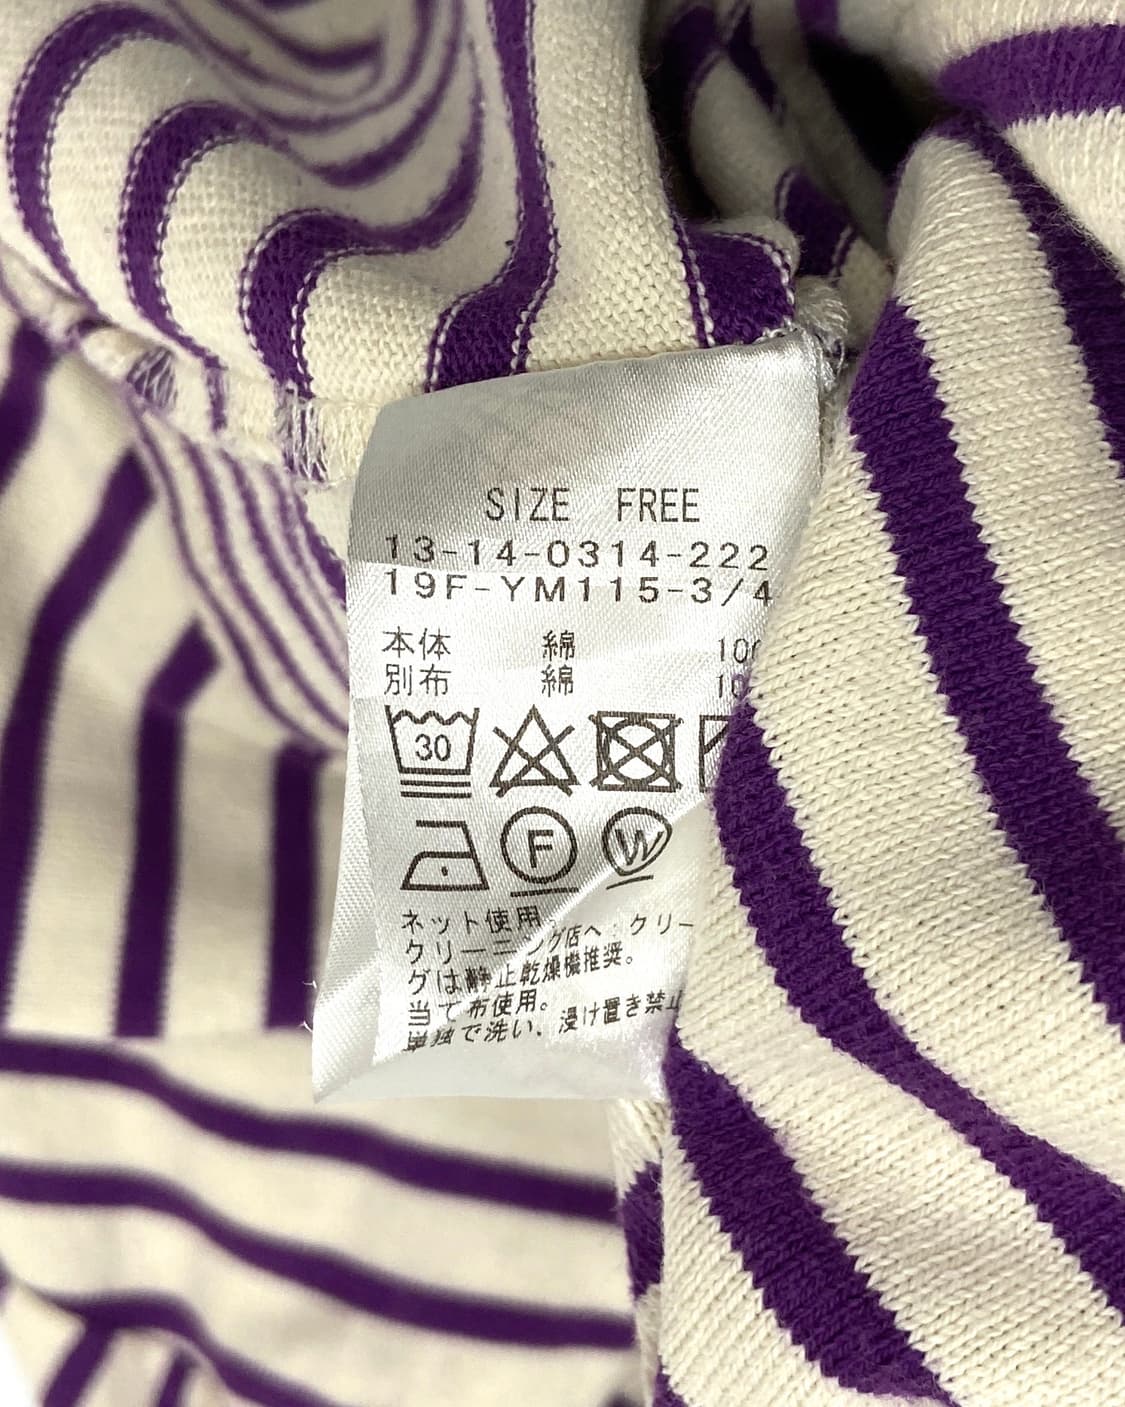 SIZE FREE
13-14-0314-222
19F-YM115-3/4
本体 綿
別布 綿
30
F
W
ネット使用
クリーニング店へ:クリー
グは静止乾燥機推奨。
当て布使用。
単独で洗い、浸け置き禁止